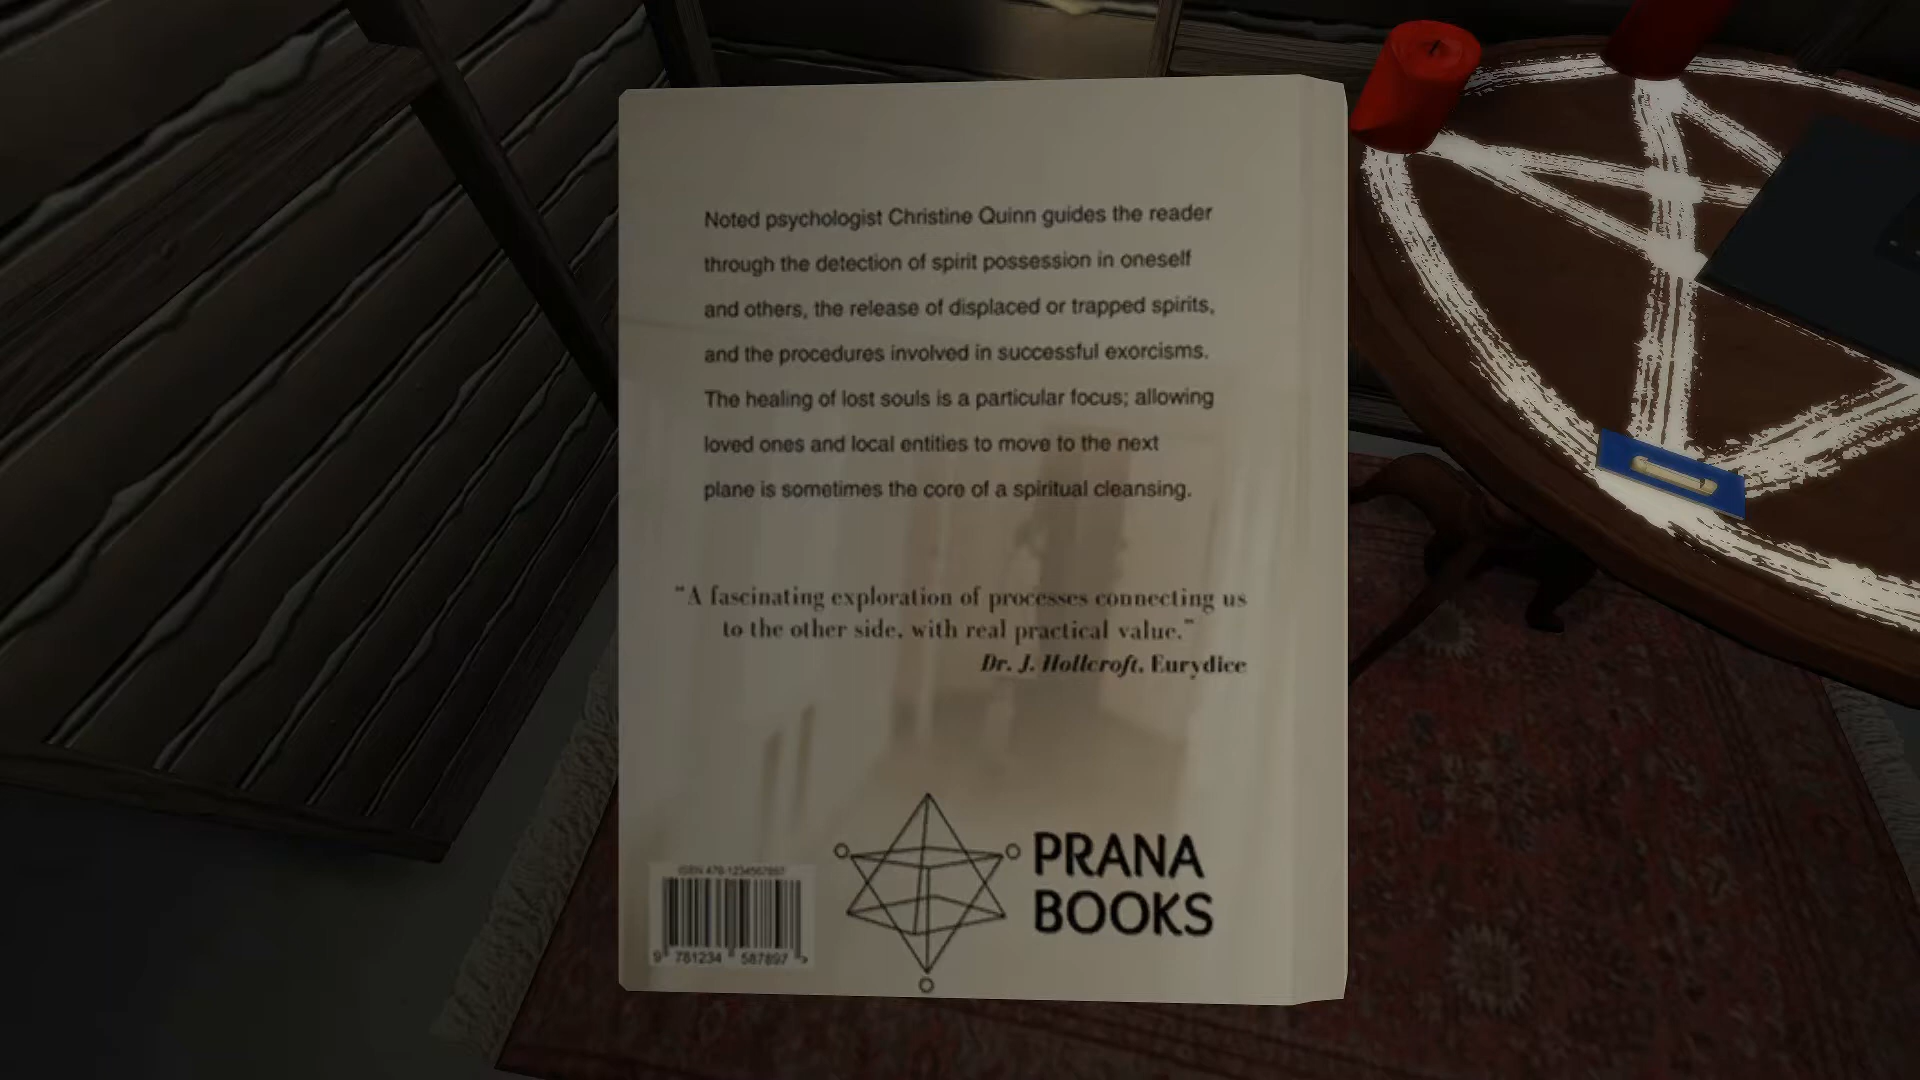 Noted psychologist Christine Quinn guides the reader
through the detection of spirit possession in oneself
and others, the release of displaced or trapped spirits,
and the procedures involved in successful exorcisms.
The healing of lost souls is a particular focus; allowing
loved ones and local entities to move to the next
plane is sometimes the core of a spiritual cleansing.
"A fascinating exploration of processes connecting us
to the other side, with real practical value."
Dr. J. Hollcroft, Eurydice
PRANA
BOOKS
ISBN
9 781234 587897 >